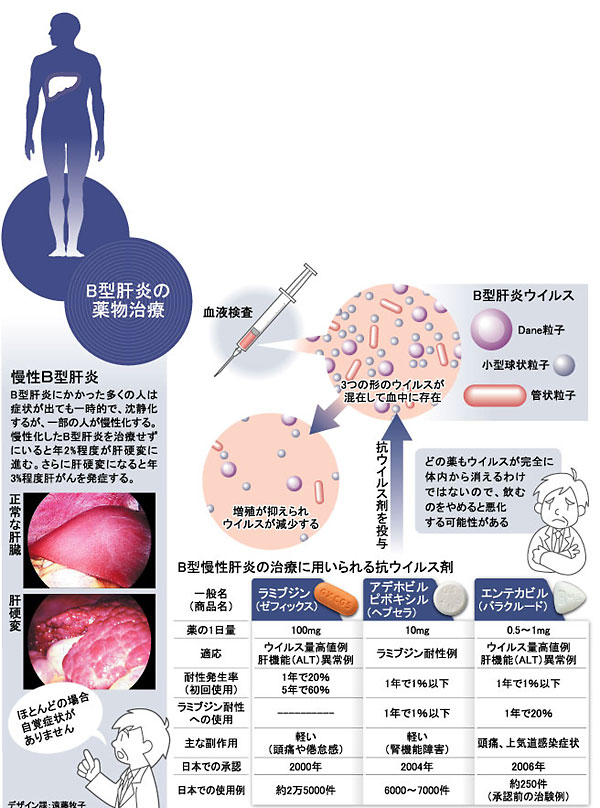 B型肝炎の
薬物治療
慢性B型肝炎
B型肝炎にかかった多くの人は
症状が出ても一時的で、沈静化
するが、一部の人が慢性化する。
慢性化したB型肝炎を治療せず
にいると年2%程度が肝硬変に
進む。さらに肝硬変になると年
3%程度肝がんを発症する。
正常な肝臓
肝硬変
ほとんどの場合
自覚症状が
ありません
デザイン課・遠藤牧子
血液検査
3つの形のウイルスが
混在して血中に存在
B型肝炎ウイルス
Dane粒子
小型球状粒子
管状粒子
増殖が抑えられ
ウイルスが減少する
抗ウイルス剤を投与
どの薬もウイルスが完全に
体内から消えるわけ
ではないので、飲む
のをやめると悪化
する可能性がある
B型慢性肝炎の治療に用いられる抗ウイルス剤
一般名 ラミブジン アデホビル エンテカビル
(商品名) (ゼフィックス) ピボキシル (バラクルード)
(ヘプセラ)
薬の1日量 100mg 10mg 0.5〜1mg
適応 ウイルス量高値例 肝機能(ALT)異常例 ラミブジン耐性例 ウイルス量高値例 肝機能(ALT)異常例
耐性発生率 1年で20% 1年で1%以下 1年で1%以下
(初回使用) 5年で60%
ラミブジン耐性 ---------- 1年で1%以下 1年で20%
への使用
主な副作用 軽い (頭痛や倦怠感) 軽い (腎機能障害) 頭痛、上気道感染症状
日本での承認 2000年 2004年 2006年
日本での使用例 約2万5000件 6000〜7000件 約250件
(承認前の治験例)